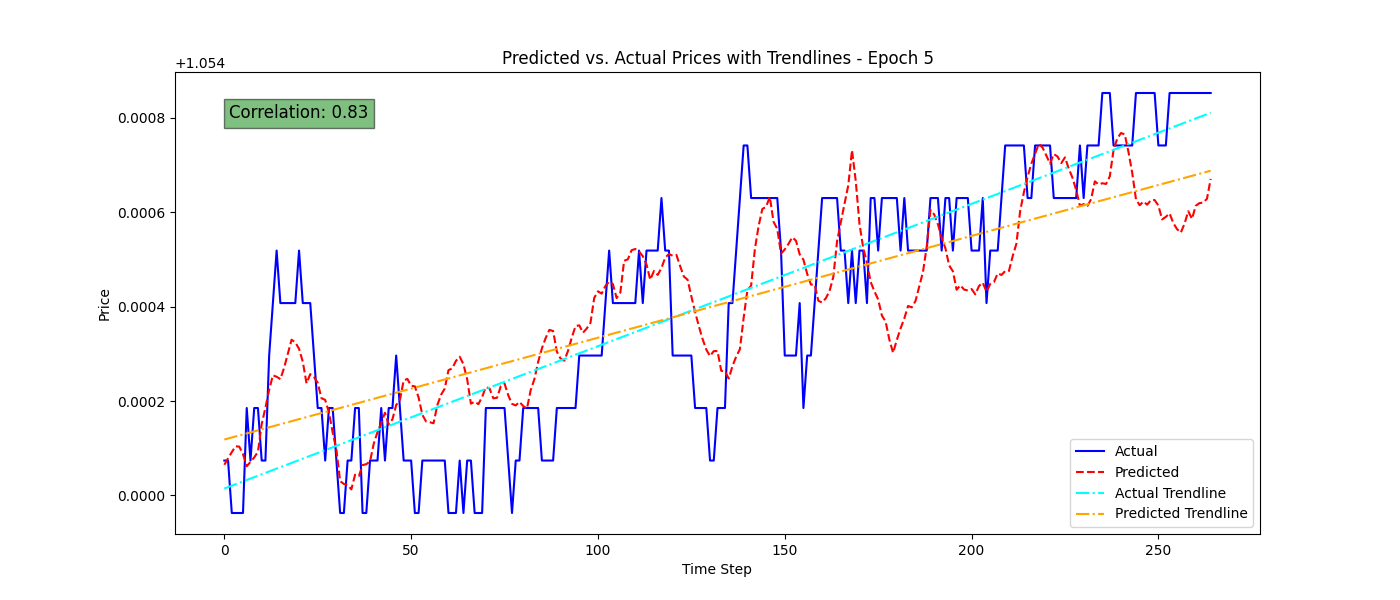 Predicted vs. Actual Prices with Trendlines - Epoch 5
+1.054
Correlation: 0.83
0.0008
0.0006
0.0004
0.0002
0.0000
Price
0 50 100 150 200 250
Time Step
Actual
Predicted
Actual Trendline
Predicted Trendline